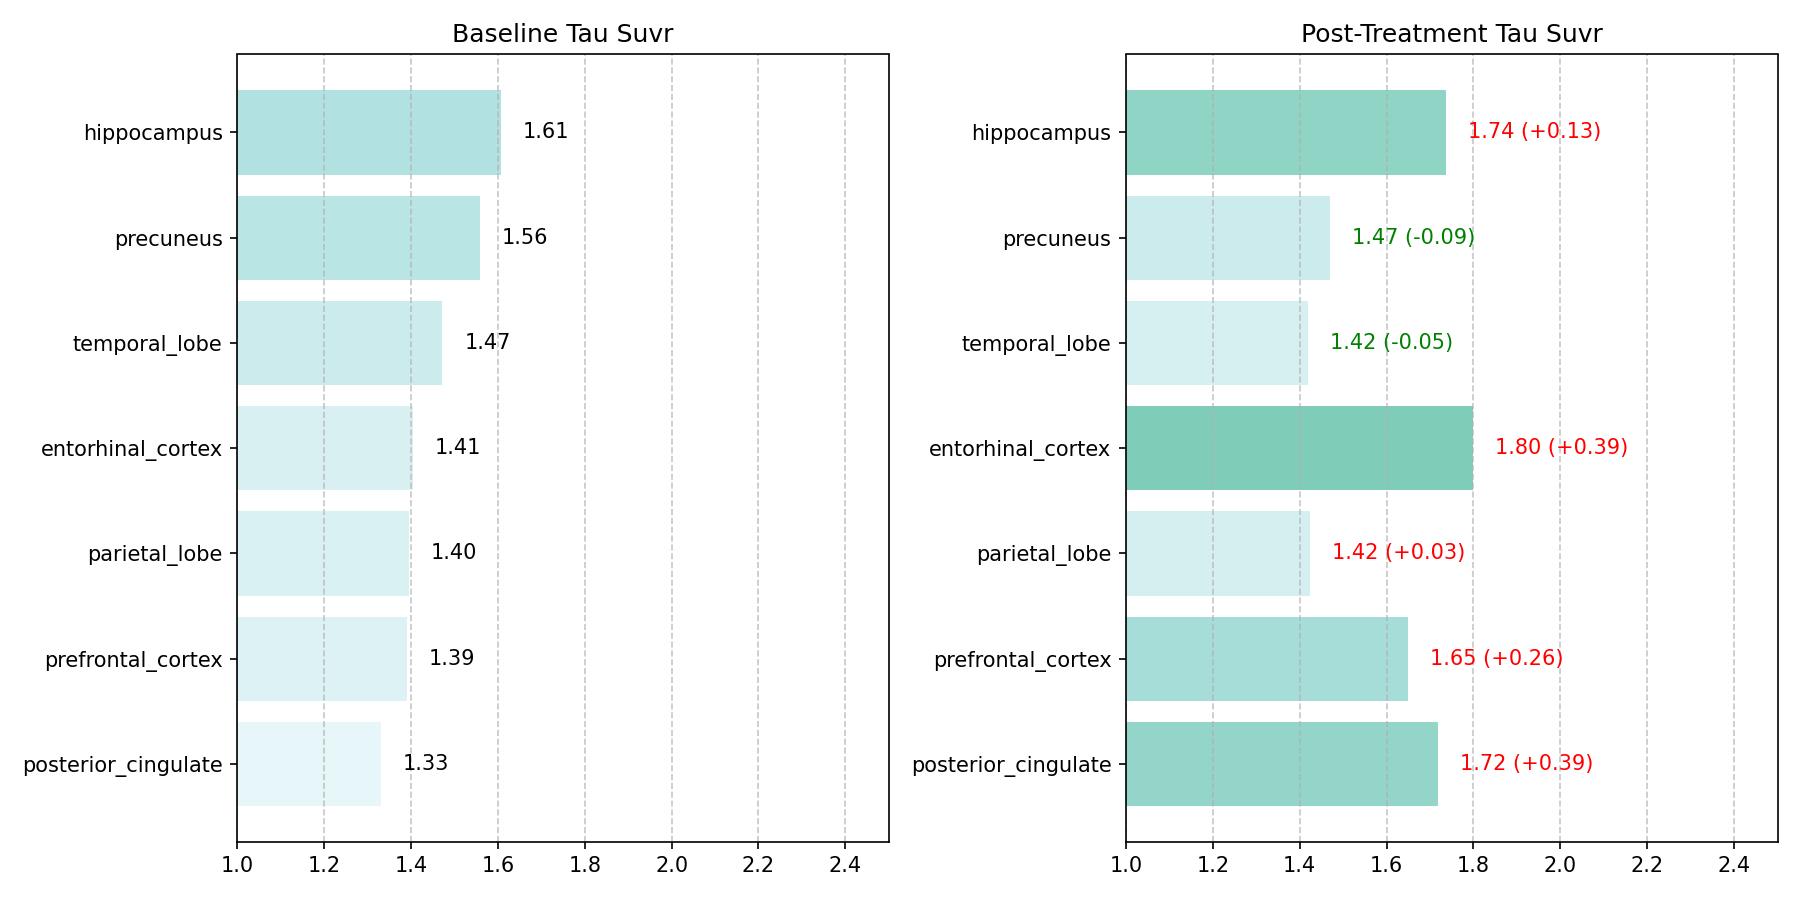 Baseline Tau Suvr
hippocampus 1.61
precuneus 1.56
temporal_lobe 1.47
entorhinal_cortex 1.41
parietal_lobe 1.40
prefrontal_cortex 1.39
posterior_cingulate 1.33
1.0 1.2 1.4 1.6 1.8 2.0 2.2 2.4
Post-Treatment Tau Suvr
hippocampus 1.74 (+0.13)
precuneus 1.47 (-0.09)
temporal_lobe 1.42 (-0.05)
entorhinal_cortex 1.80 (+0.39)
parietal_lobe 1.42 (+0.03)
prefrontal_cortex 1.65 (+0.26)
posterior_cingulate 1.72 (+0.39)
1.0 1.2 1.4 1.6 1.8 2.0 2.2 2.4